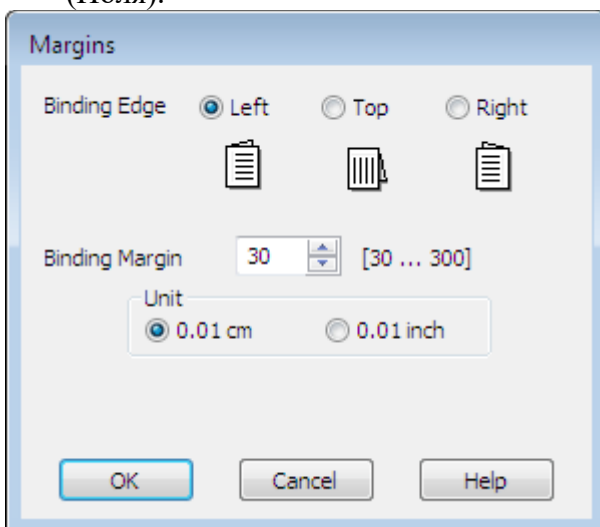 (Поля).
Margins
Binding Edge Left Top Right
Binding Margin 30 [30 ... 300]
Unit
0.01 cm 0.01 inch
OK Cancel Help